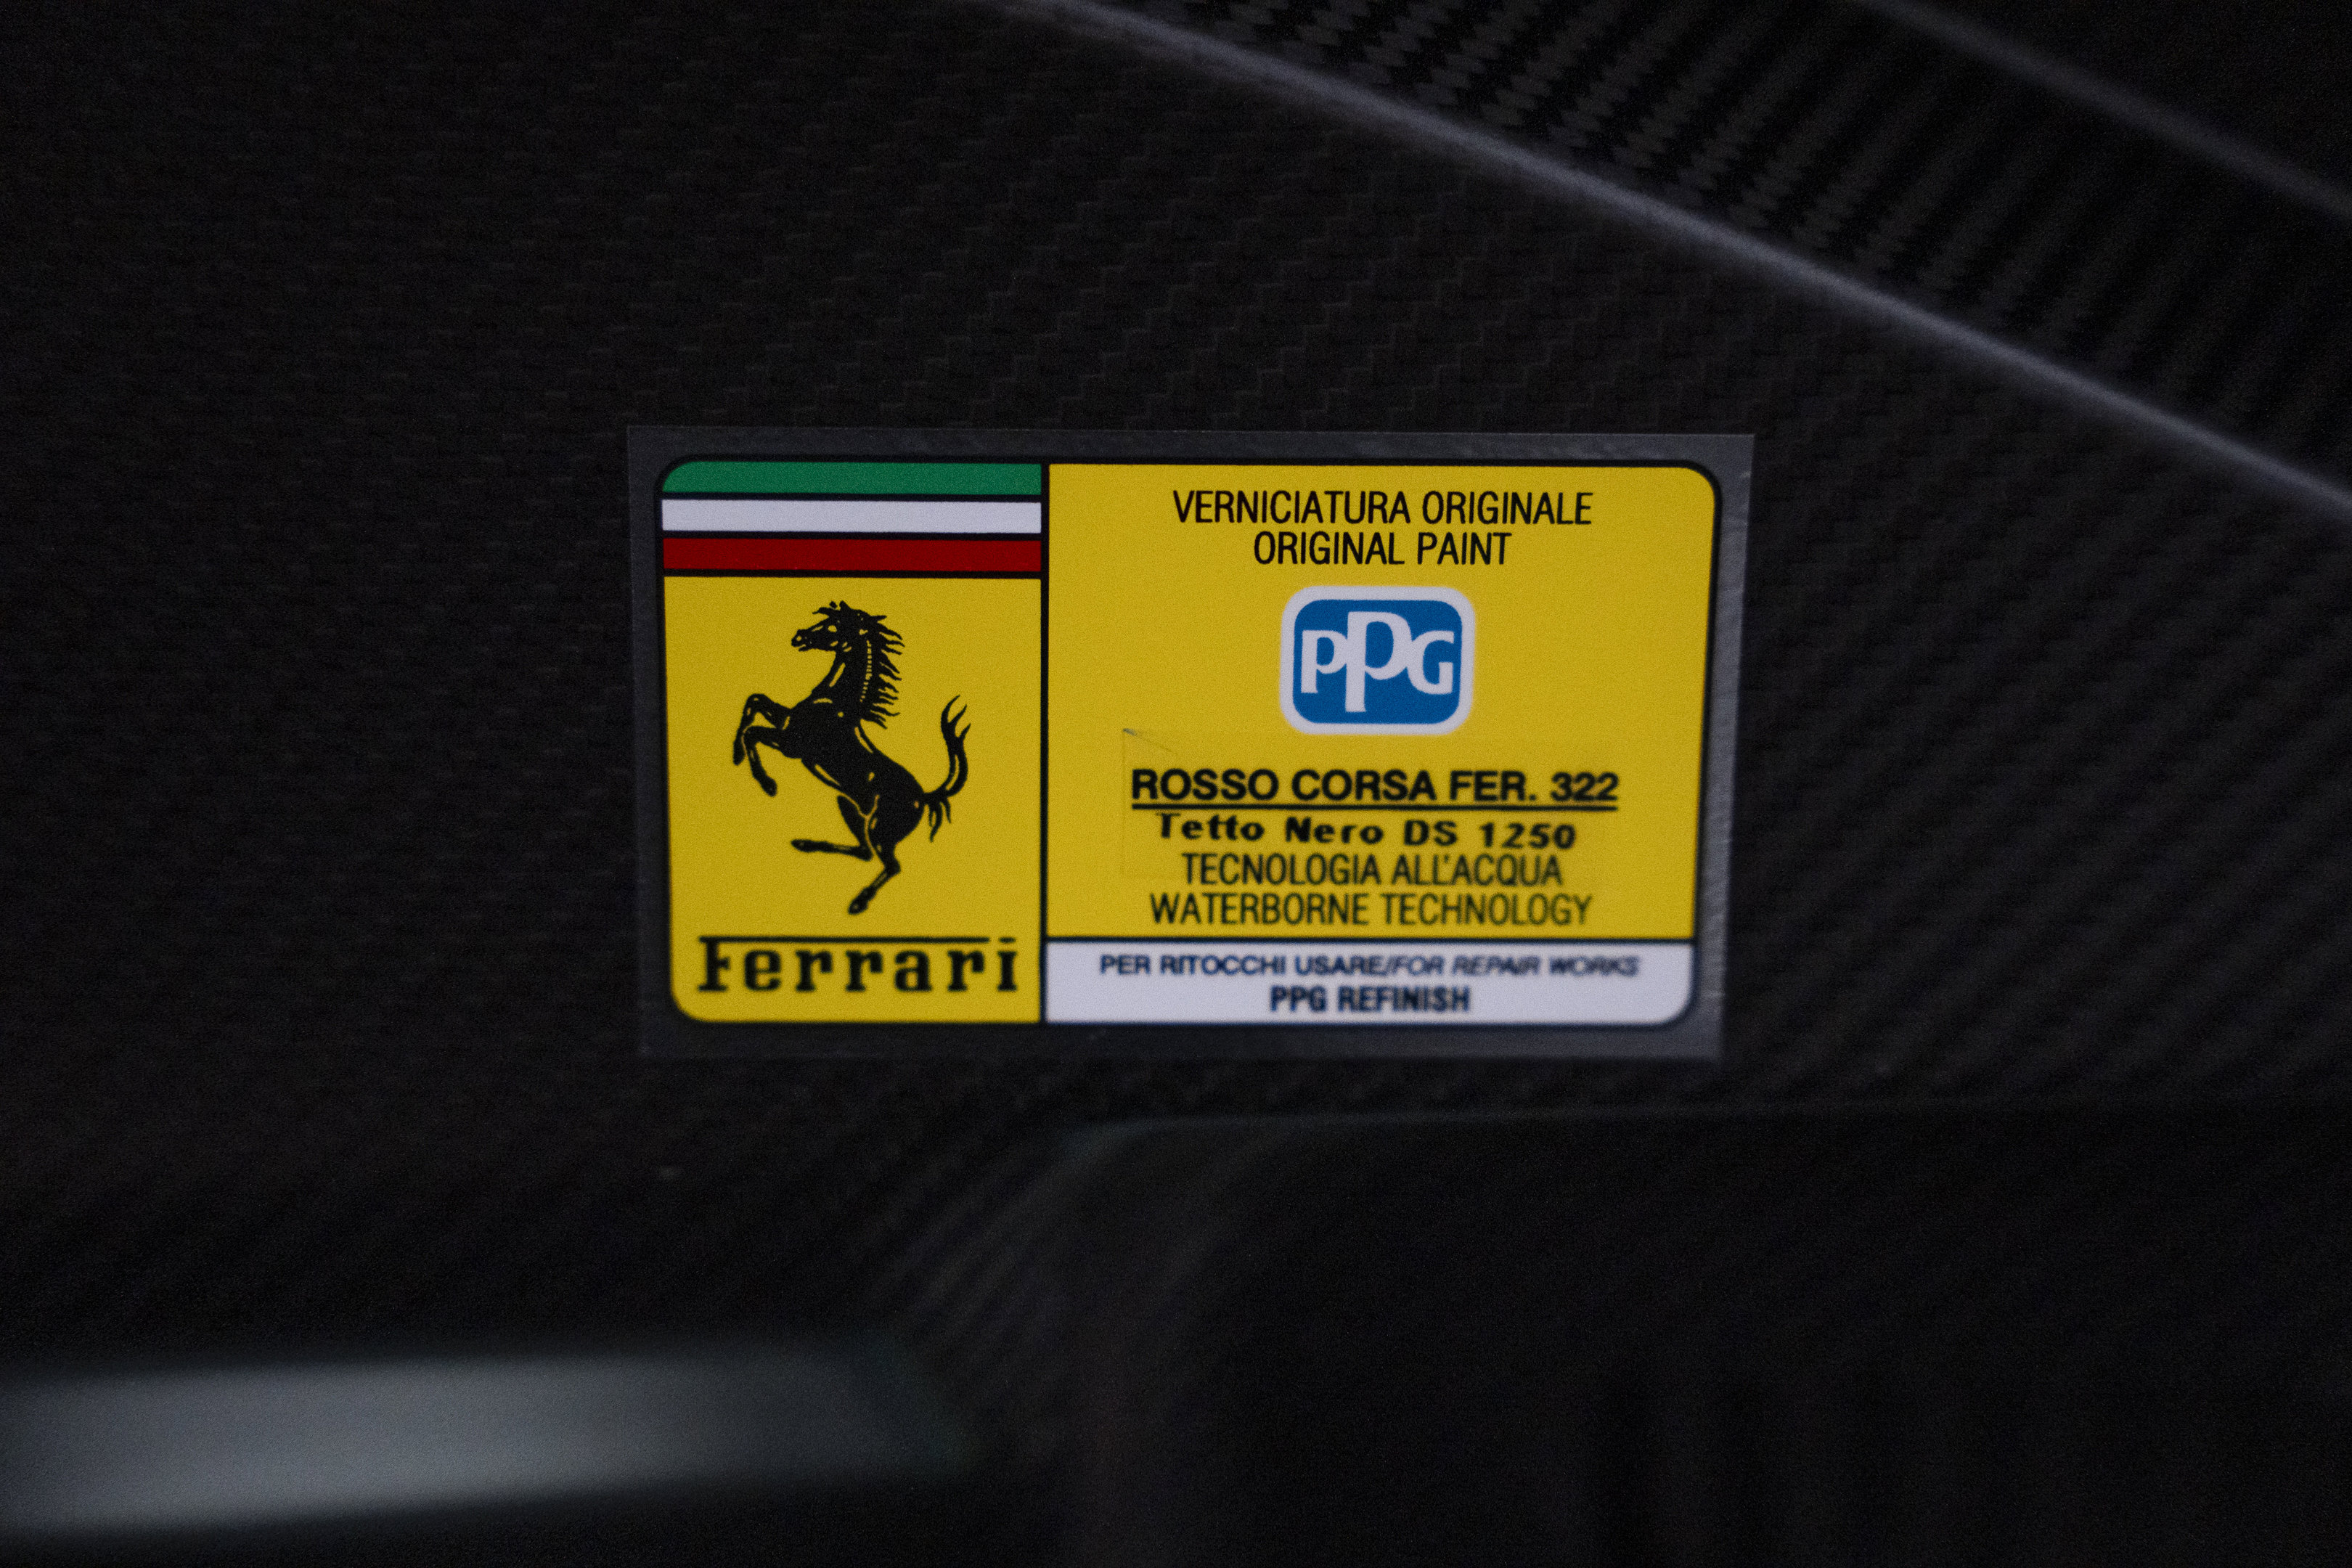 Ferrari
VERNICIATURA ORIGINALE
ORIGINAL PAINT
PPG
ROSSO CORSA FER. 322
Tetto Nero DS 1250
TECNOLOGIA ALL'ACQUA
WATERBORNE TECHNOLOGY
PER RITOCCHI USARE/FOR REPAIR WORKS
PPG REFINISH